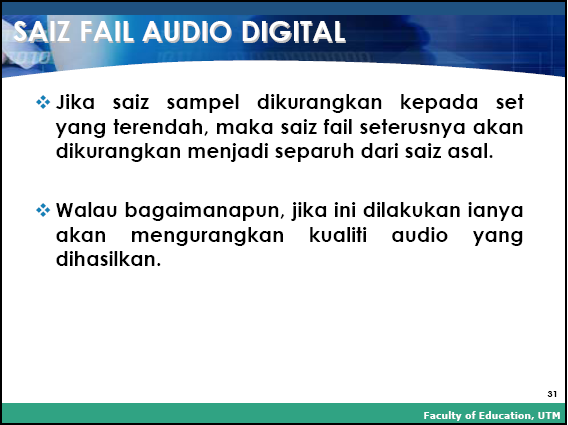 SAIZ FAIL AUDIO DIGITAL
Jika saiz sampel dikurangkan kepada set
yang terendah, maka saiz fail seterusnya akan
dikurangkan menjadi separuh dari saiz asal.
Walau bagaimanapun, jika ini dilakukan ianya
akan mengurangkan kualiti audio yang
dihasilkan.
31
Faculty of Education, UTM